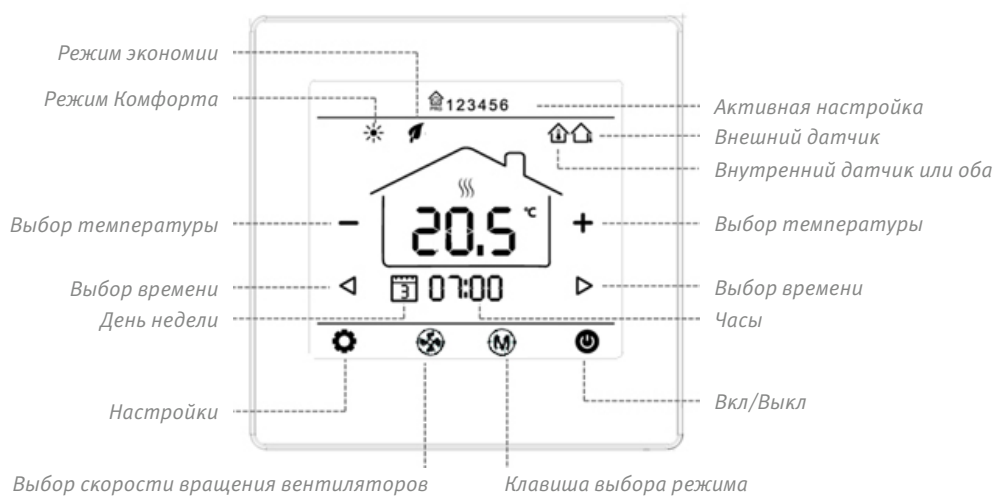 Режим экономии
Режим Комфорта
123456
Активная настройка
Внешний датчик
Внутренний датчик или оба
Выбор температуры
20.5 °C
Выбор температуры
Выбор времени
3 07:00
Выбор времени
День недели
Часы
M
Настройки
Вкл/Выкл
Выбор скорости вращения вентиляторов
Клавиша выбора режима